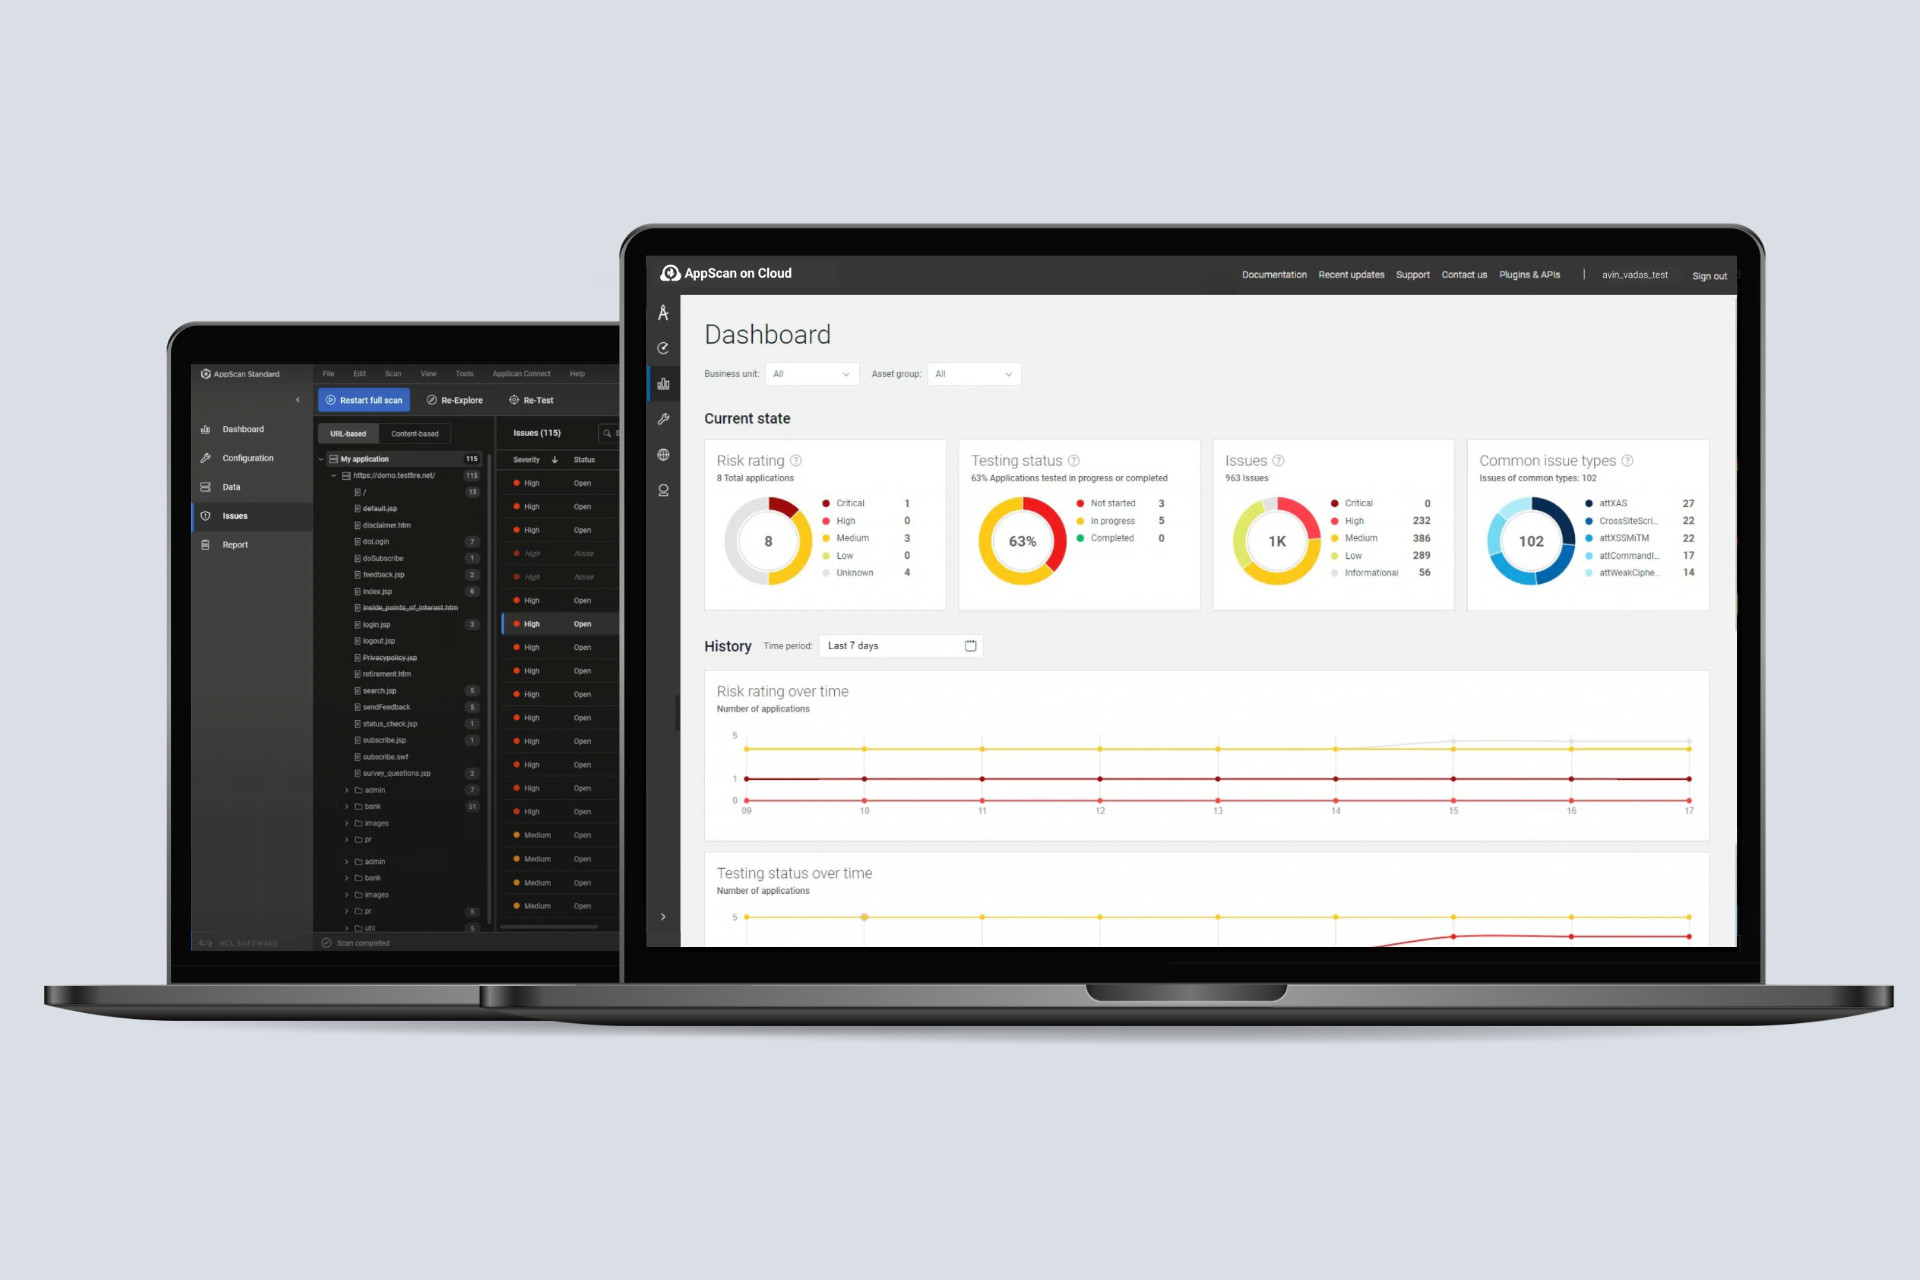 AppScan Standard
Dashboard
Configuration
Data
Issues
Report
HCL SOFTWARE
File Edit Scan View Tools AppScan Connect Help
Restart full scan Re-Explore Re-Test
URL-based Content-based
My application 115
https://demo.testfire.net/ 115
/ 13
default.jsp
disclaimer.htm
doLogin 7
doSubscribe 1
feedback.jsp 2
index.jsp 6
inside_points_of_interest.htm
login.jsp 3
logout.jsp
Privacypolicy.jsp
retirement.htm
search.jsp 5
sendFeedback 5
status_check.jsp 1
subscribe.jsp 1
subscribe.swf
survey_questions.jsp 3
admin 7
bank 51
images
pr
admin
bank
images
pr 5
util 5
Scan completed
Issues (115) S
Severity Status
High Open
High Open
High Open
High Noise
High Noise
High Open
High Open
High Open
High Open
High Open
High Open
High Open
High Open
High Open
High Open
Medium Open
Medium Open
Medium Open
Medium Open
AppScan on Cloud
Documentation Recent updates Support Contact us Plugins & APIs | avin_vadas_test Sign out
Dashboard
Business unit: All Asset group: All
Current state
Risk rating ?
8 Total applications
8
Critical 1
High 0
Medium 3
Low 0
Unknown 4
Testing status ?
63% Applications tested in progress or completed
63%
Not started 3
In progress 5
Completed 0
Issues ?
963 Issues
1K
Critical 0
High 232
Medium 386
Low 289
Informational 56
Common issue types ?
Issues of common types: 102
102
attXAS 27
CrossSiteScri... 22
attXSSMiTM 22
attCommandI... 17
attWeakCiphe... 14
History Time period: Last 7 days
Risk rating over time
Number of applications
5
1
0
09 10 11 12 13 14 15 16 17
Testing status over time
Number of applications
5